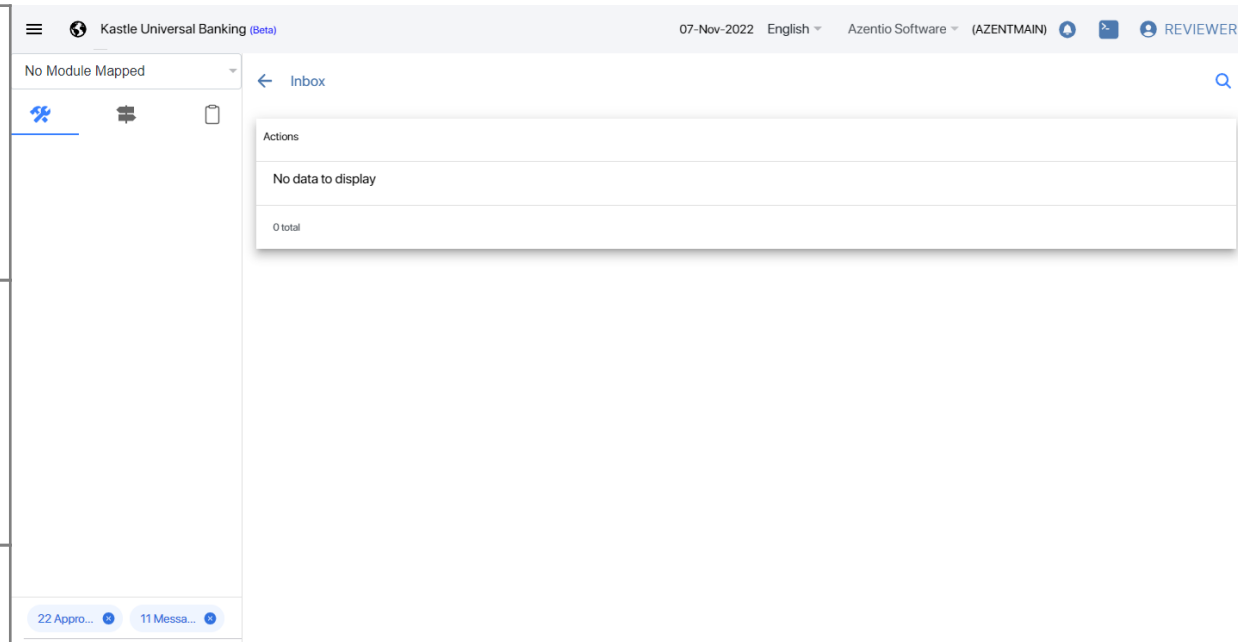 Kastle Universal Banking (Beta) 07-Nov-2022 English Azentio Software (AZENTMAIN) REVIEWER
No Module Mapped
Inbox
Actions
No data to display
0 total
22 Appro... 11 Messa...